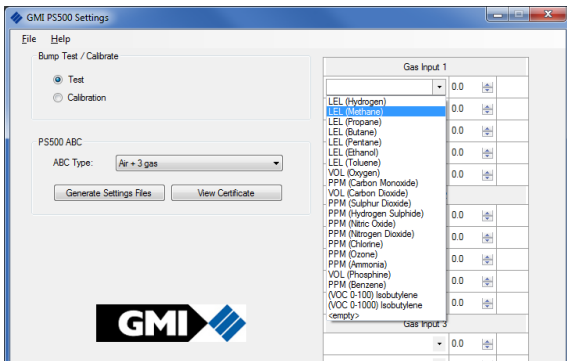 GMI PS500 Settings
File Help
Bump Test / Calibrate
Test
Calibration
PS500 ABC
ABC Type: Air + 3 gas
Generate Settings Files View Certificate
GMI
Gas Input 1
0.0
LEL (Hydrogen)
LEL (Methane)
LEL (Propane)
LEL (Butane)
LEL (Pentane)
LEL (Ethanol)
LEL (Toluene)
VOL (Oxygen)
PPM (Carbon Monoxide)
VOL (Carbon Dioxide)
PPM (Sulphur Dioxide)
PPM (Hydrogen Sulphide)
PPM (Nitric Oxide)
PPM (Nitrogen Dioxide)
PPM (Chlorine)
PPM (Ozone)
PPM (Ammonia)
VOL (Phosphine)
PPM (Benzene)
(VOC 0-100) Isobutylene
(VOC 0-1000) Isobutylene
<empty>
0.0
0.0
0.0
0.0
0.0
0.0
0.0
0.0
0.0
Gas Input 3
0.0